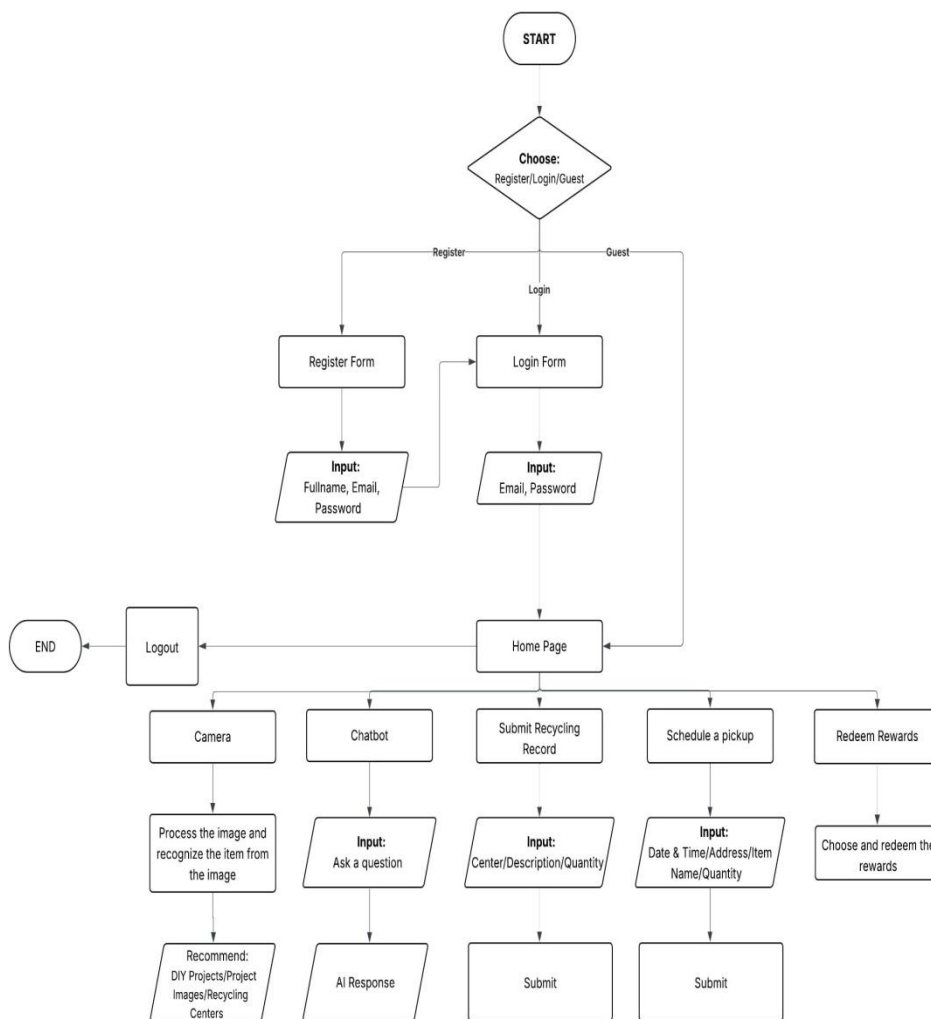 START
Choose:
Register/Login/Guest
Register
Guest
Login
Register Form
Login Form
Input:
Fullname, Email,
Password
Input:
Email, Password
END
Logout
Home Page
Camera
Chatbot
Submit Recycling
Record
Schedule a pickup
Redeem Rewards
Process the image and
recognize the item from
the image
Input:
Ask a question
Input:
Center/Description/Quantity
Input:
Date & Time/Address/Item
Name/Quantity
Choose and redeem the
rewards
Recommend:
DIY Projects/Project
Images/Recycling
Centers
AI Response
Submit
Submit